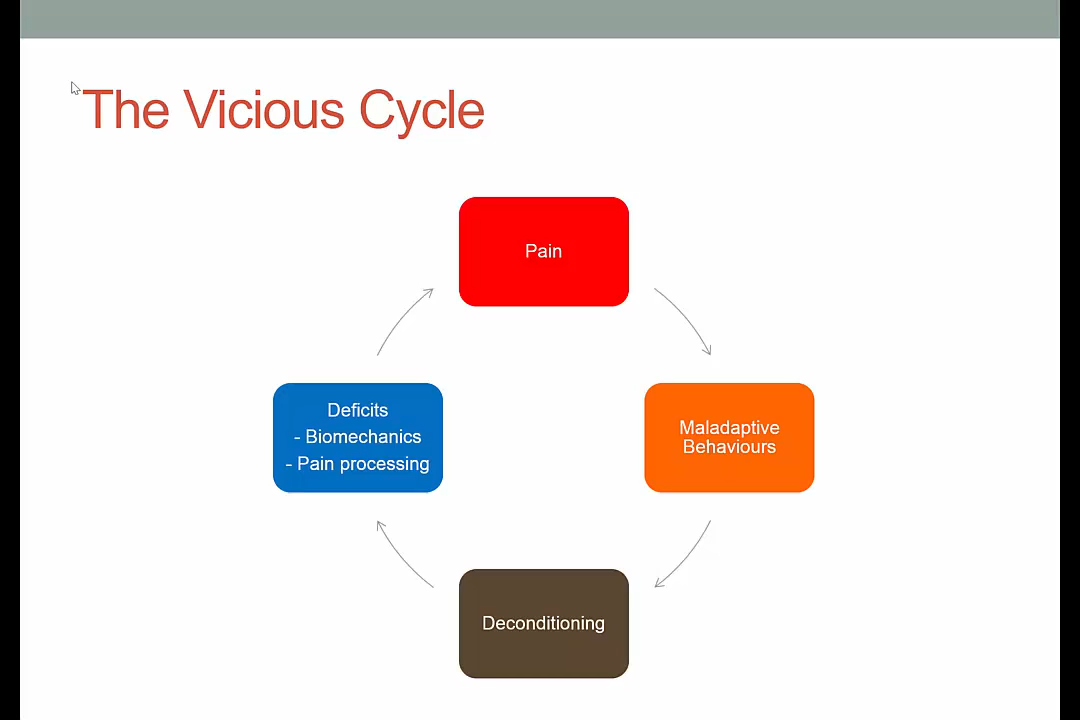 The Vicious Cycle
Pain
Maladaptive
Behaviours
Deconditioning
Deficits
- Biomechanics
- Pain processing